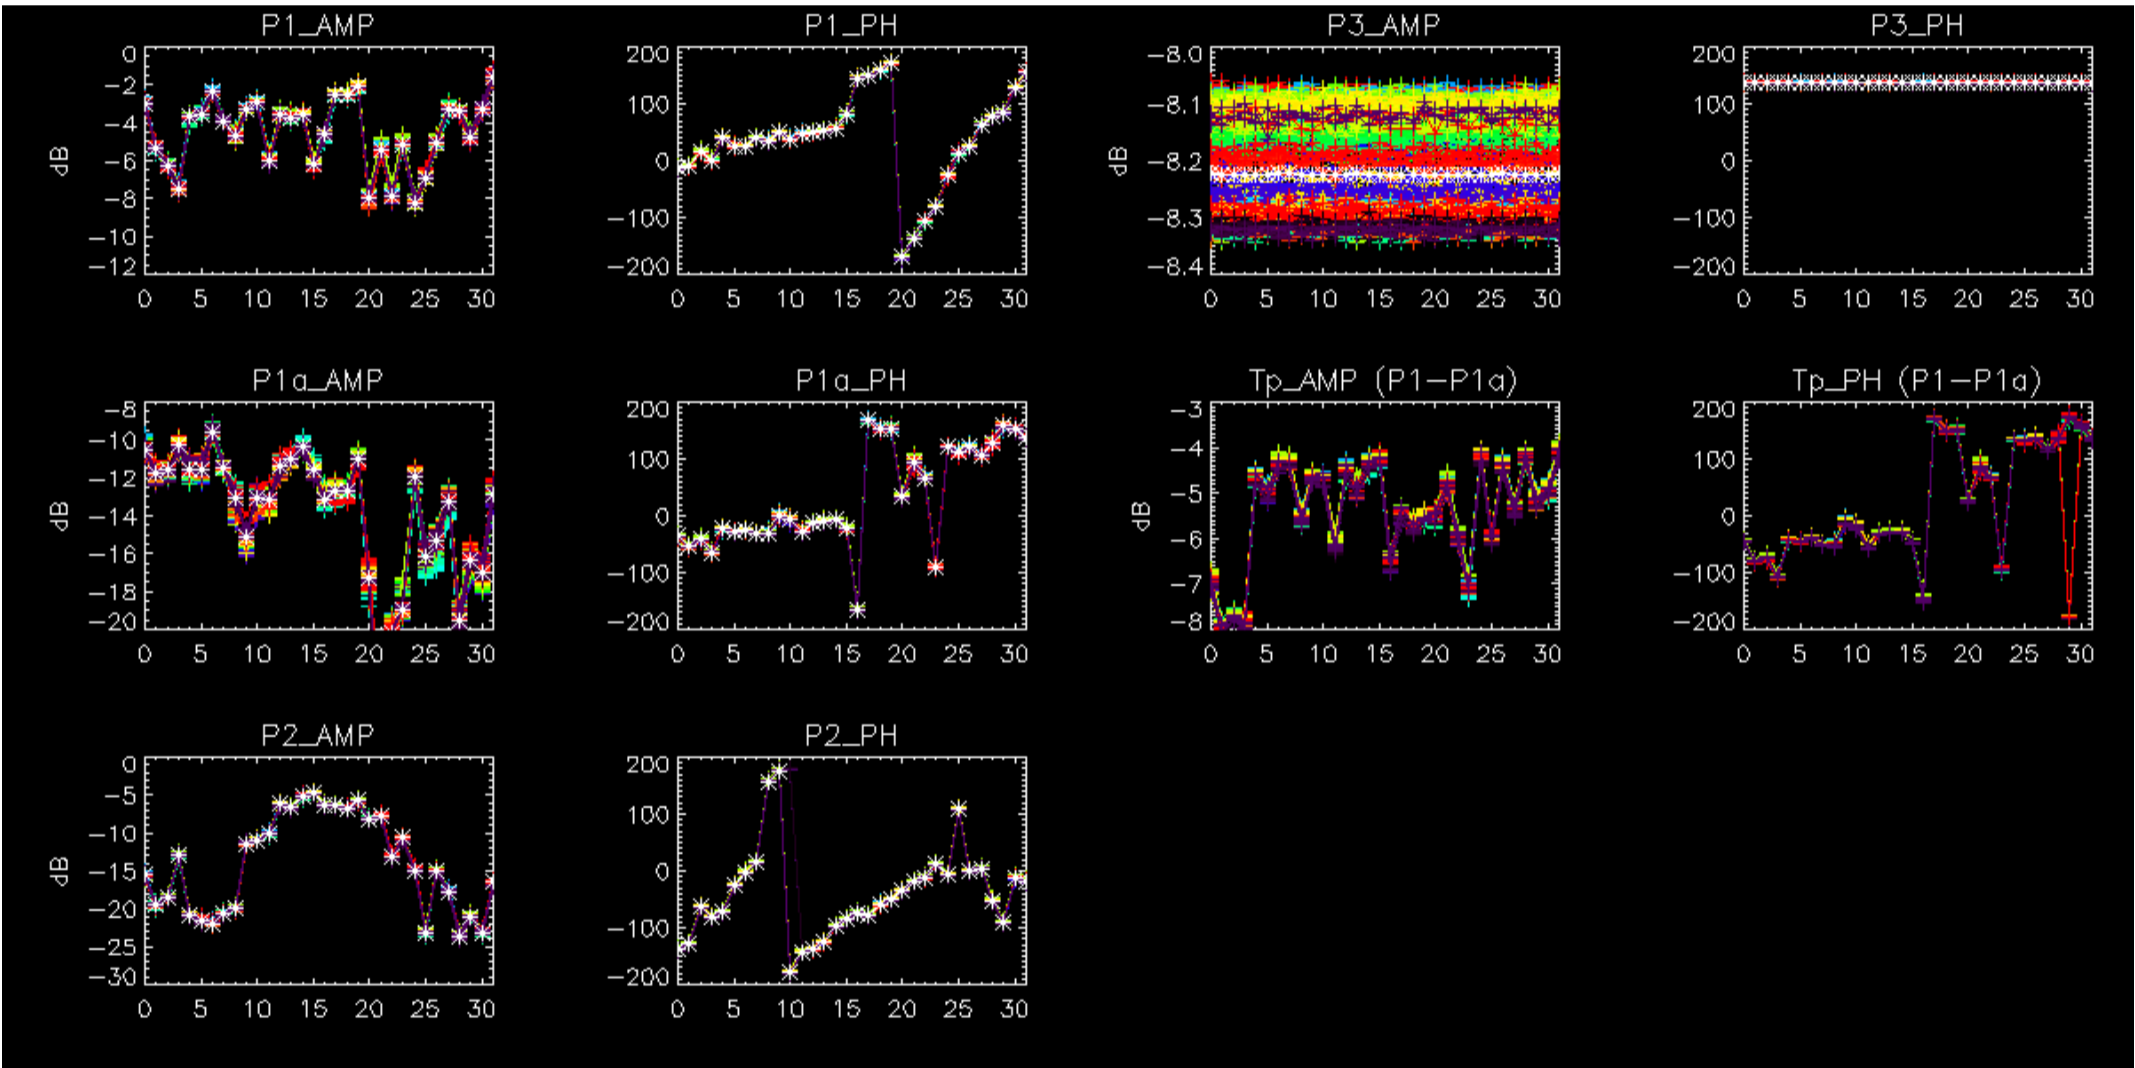 P1_AMP
0
−2
−4
−6
−8
−10
−12
dB
0 5 10 15 20 25 30
P1_PH
200
100
0
−100
−200
0 5 10 15 20 25 30
P3_AMP
−8.0
−8.1
−8.2
−8.3
−8.4
dB
0 5 10 15 20 25 30
P3_PH
200
100
0
−100
−200
0 5 10 15 20 25 30
P1a_AMP
−8
−10
−12
−14
−16
−18
−20
dB
0 5 10 15 20 25 30
P1a_PH
200
100
0
−100
−200
0 5 10 15 20 25 30
Tp_AMP (P1−P1a)
−3
−4
−5
−6
−7
−8
dB
0 5 10 15 20 25 30
Tp_PH (P1−P1a)
200
100
0
−100
−200
0 5 10 15 20 25 30
P2_AMP
0
−5
−10
−15
−20
−25
−30
dB
0 5 10 15 20 25 30
P2_PH
200
100
0
−100
−200
0 5 10 15 20 25 30